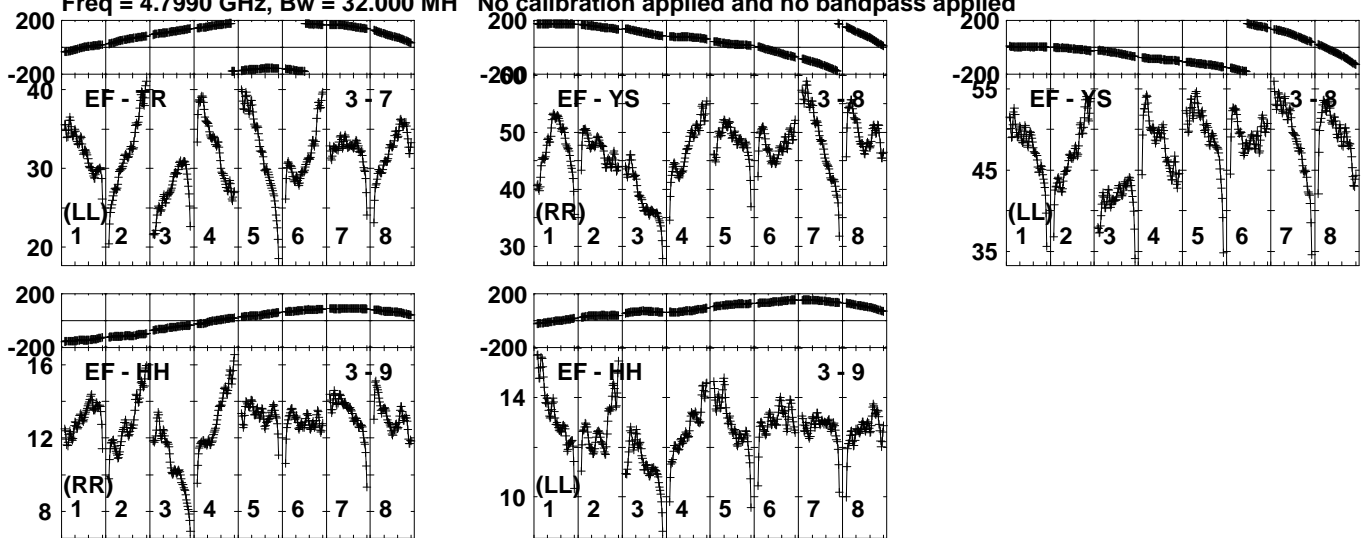 Freq = 4.7990 GHz, Bw = 32.000 MH No calibration applied and no bandpass applied
200
-200
40
30
20
EF - TR 3 - 7
(LL)
1 2 3 4 5 6 7 8
200
-200
60
50
40
30
EF - YS 3 - 8
(RR)
1 2 3 4 5 6 7 8
200
-200
55
45
35
EF - YS 3 - 8
(LL)
1 2 3 4 5 6 7 8
200
-200
16
12
8
EF - HH 3 - 9
(RR)
1 2 3 4 5 6 7 8
200
-200
14
10
EF - HH 3 - 9
(LL)
1 2 3 4 5 6 7 8